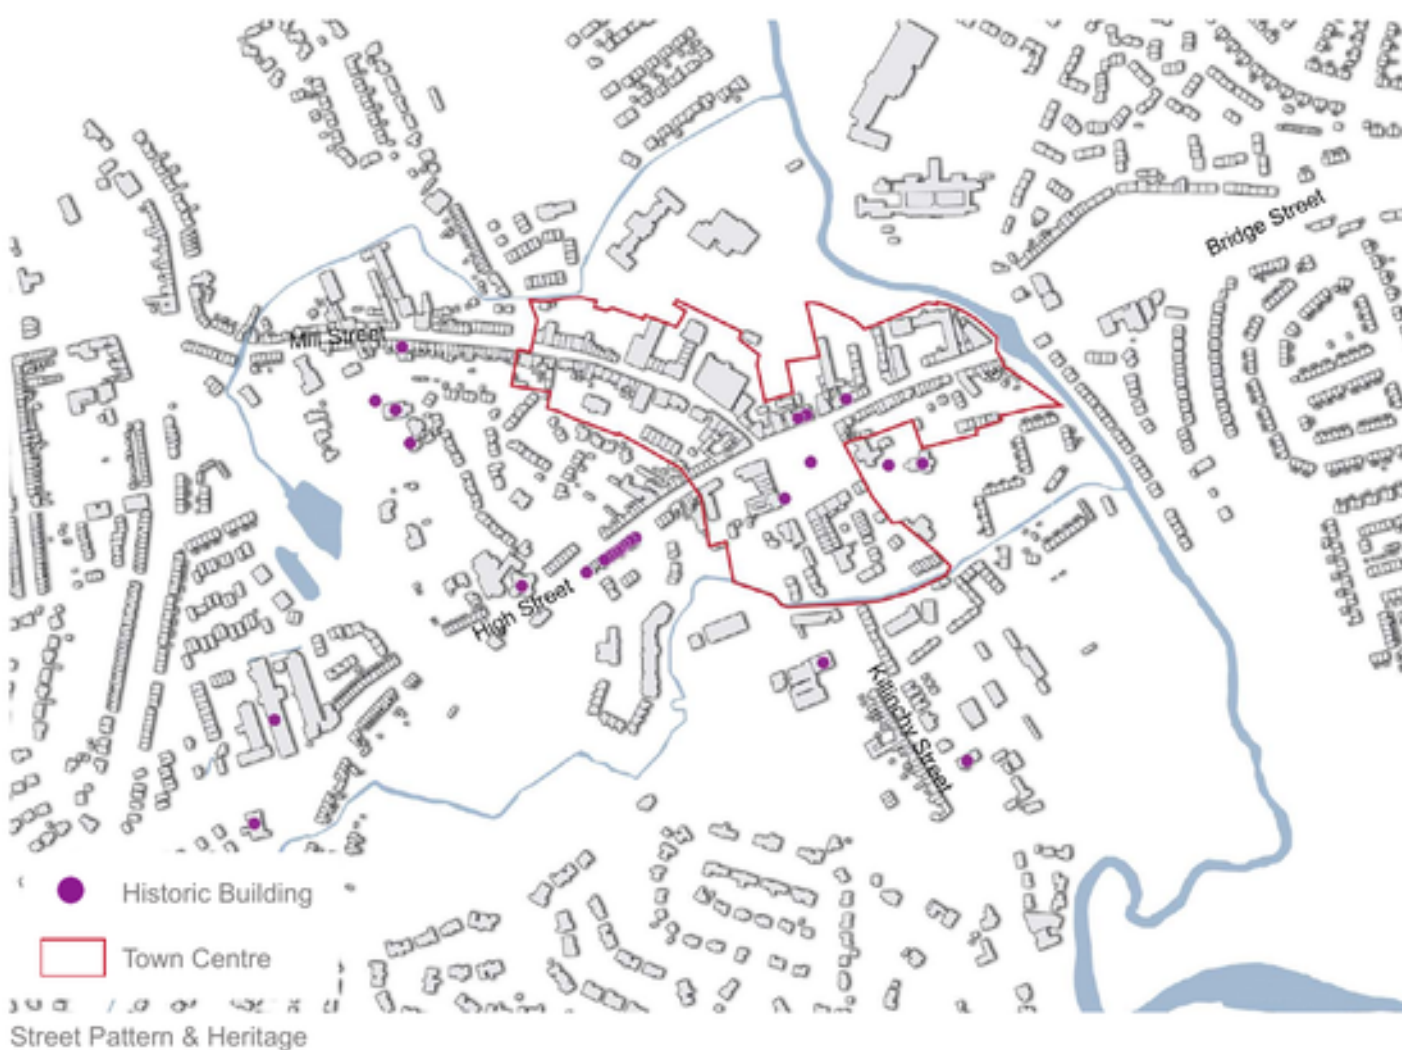 Bridge Street
Mill Street
High Street
Killinchy Street
Historic Building
Town Centre
Street Pattern & Heritage